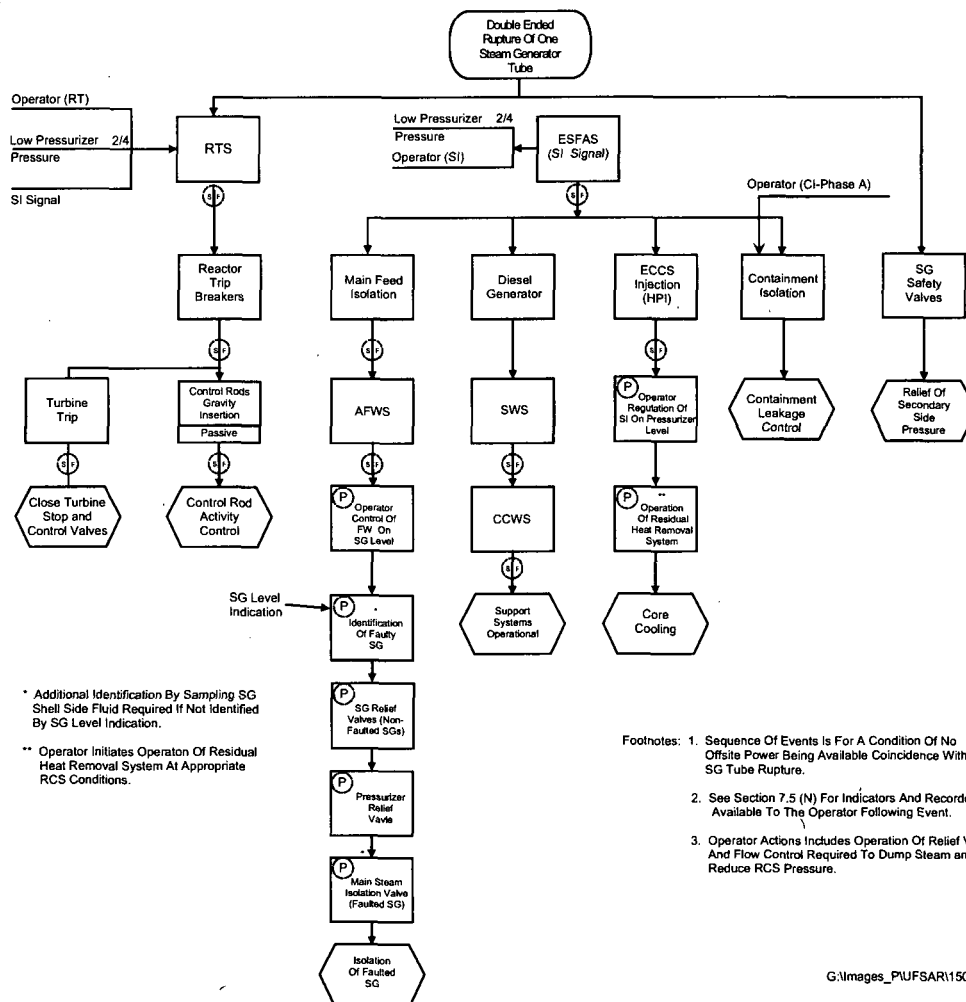 Double Ended
Rupture Of One
Steam Generator
Tube
Operator (RT)
Low Pressurizer 2/4
Pressure
SI Signal
RTS
Low Pressurizer 2/4
Pressure
Operator (SI)
ESFAS
(SI Signal)
Operator (CI-Phase A)
S F
S F
Reactor
Trip
Breakers
Main Feed
Isolation
Diesel
Generator
ECCS
Injection
(HPI)
Containment
Isolation
SG
Safety
Valves
S F
S F
S F
Turbine
Trip
Control Rods
Gravity
Insertion
Passive
AFWS
SWS
P
Operator
Regulation Of
SI On Pressurizer
Level
Containment
Leakage
Control
Relief Of
Secondary
Side
Pressure
S F
S F
S F
S F
Close Turbine
Stop and
Control Valves
Control Rod
Activity
Control
P
Operator
Control Of
FW On
SG Level
CCWS
P
**
Operation
Of Residual
Heat Removal
System
S F
SG Level
Indication
P
*
Identification
Of Faulty
SG
Support
Systems
Operational
Core
Cooling
P
SG Relief
Valves (Non-
Faulted SGs)
P
Pressurizer
Relief
Vavle
P
Main Steam
Isolation Valve
(Faulted SG)
Isolation
Of Faulted
SG
* Additional Identification By Sampling SG
Shell Side Fluid Required If Not Identified
By SG Level Indication.
** Operator Initiates Operaton Of Residual
Heat Removal System At Appropriate
RCS Conditions.
Footnotes: 1. Sequence Of Events Is For A Condition Of No
Offsite Power Being Available Coincidence With
SG Tube Rupture.
2. See Section 7.5 (N) For Indicators And Recorde
Available To The Operator Following Event.
3. Operator Actions Includes Operation Of Relief V
And Flow Control Required To Dump Steam an
Reduce RCS Pressure.
G:\Images_P\UFSAR\150